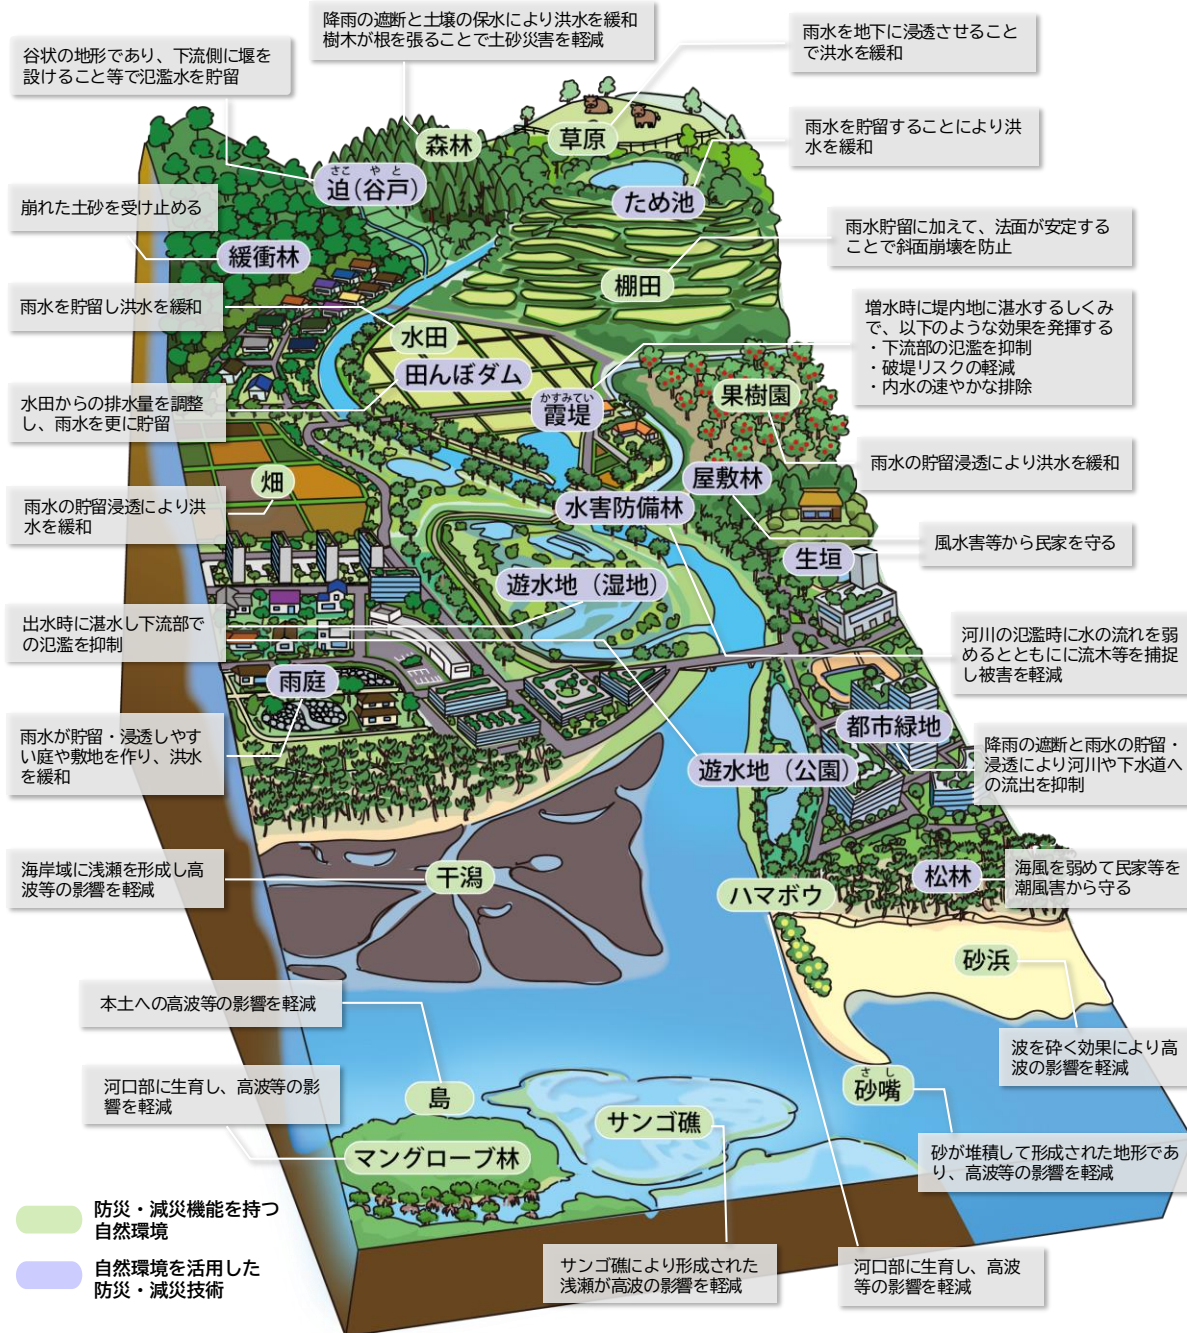 降雨の遮断と土壌の保水により洪水を緩和
樹木が根を張ることで土砂災害を軽減
雨水を地下に浸透させること
で洪水を緩和
谷状の地形であり、下流側に堰を
設けること等で氾濫水を貯留
森林
草原
雨水を貯留することにより洪
水を緩和
さこ やと
迫(谷戸)
ため池
崩れた土砂を受け止める
緩衝林
雨水貯留に加えて、法面が安定する
ことで斜面崩壊を防止
棚田
雨水を貯留し洪水を緩和
水田
増水時に堤内地に湛水するしくみ
で、以下のような効果を発揮する
・下流部の氾濫を抑制
・破堤リスクの軽減
・内水の速やかな排除
田んぼダム
かすみてい
霞堤
果樹園
水田からの排水量を調整
し、雨水を更に貯留
雨水の貯留浸透により洪水を緩和
畑
屋敷林
水害防備林
雨水の貯留浸透により洪
水を緩和
風水害等から民家を守る
生垣
遊水地（湿地）
出水時に湛水し下流部で
の氾濫を抑制
河川の氾濫時に水の流れを弱
めるとともにに流木等を捕捉
し被害を軽減
雨庭
都市緑地
雨水が貯留・浸透しやす
い庭や敷地を作り、洪水
を緩和
遊水地（公園）
降雨の遮断と雨水の貯留・
浸透により河川や下水道へ
の流出を抑制
海岸域に浅瀬を形成し高
波等の影響を軽減
干潟
ハマボウ
松林
海風を弱めて民家等を
潮風害から守る
砂浜
本土への高波等の影響を軽減
波を砕く効果により高
波の影響を軽減
河口部に生育し、高波等の影
響を軽減
島
さし
砂嘴
サンゴ礁
マングローブ林
砂が堆積して形成された地形であ
り、高波等の影響を軽減
防災・減災機能を持つ
自然環境
自然環境を活用した
防災・減災技術
サンゴ礁により形成された
浅瀬が高波の影響を軽減
河口部に生育し、高波
等の影響を軽減